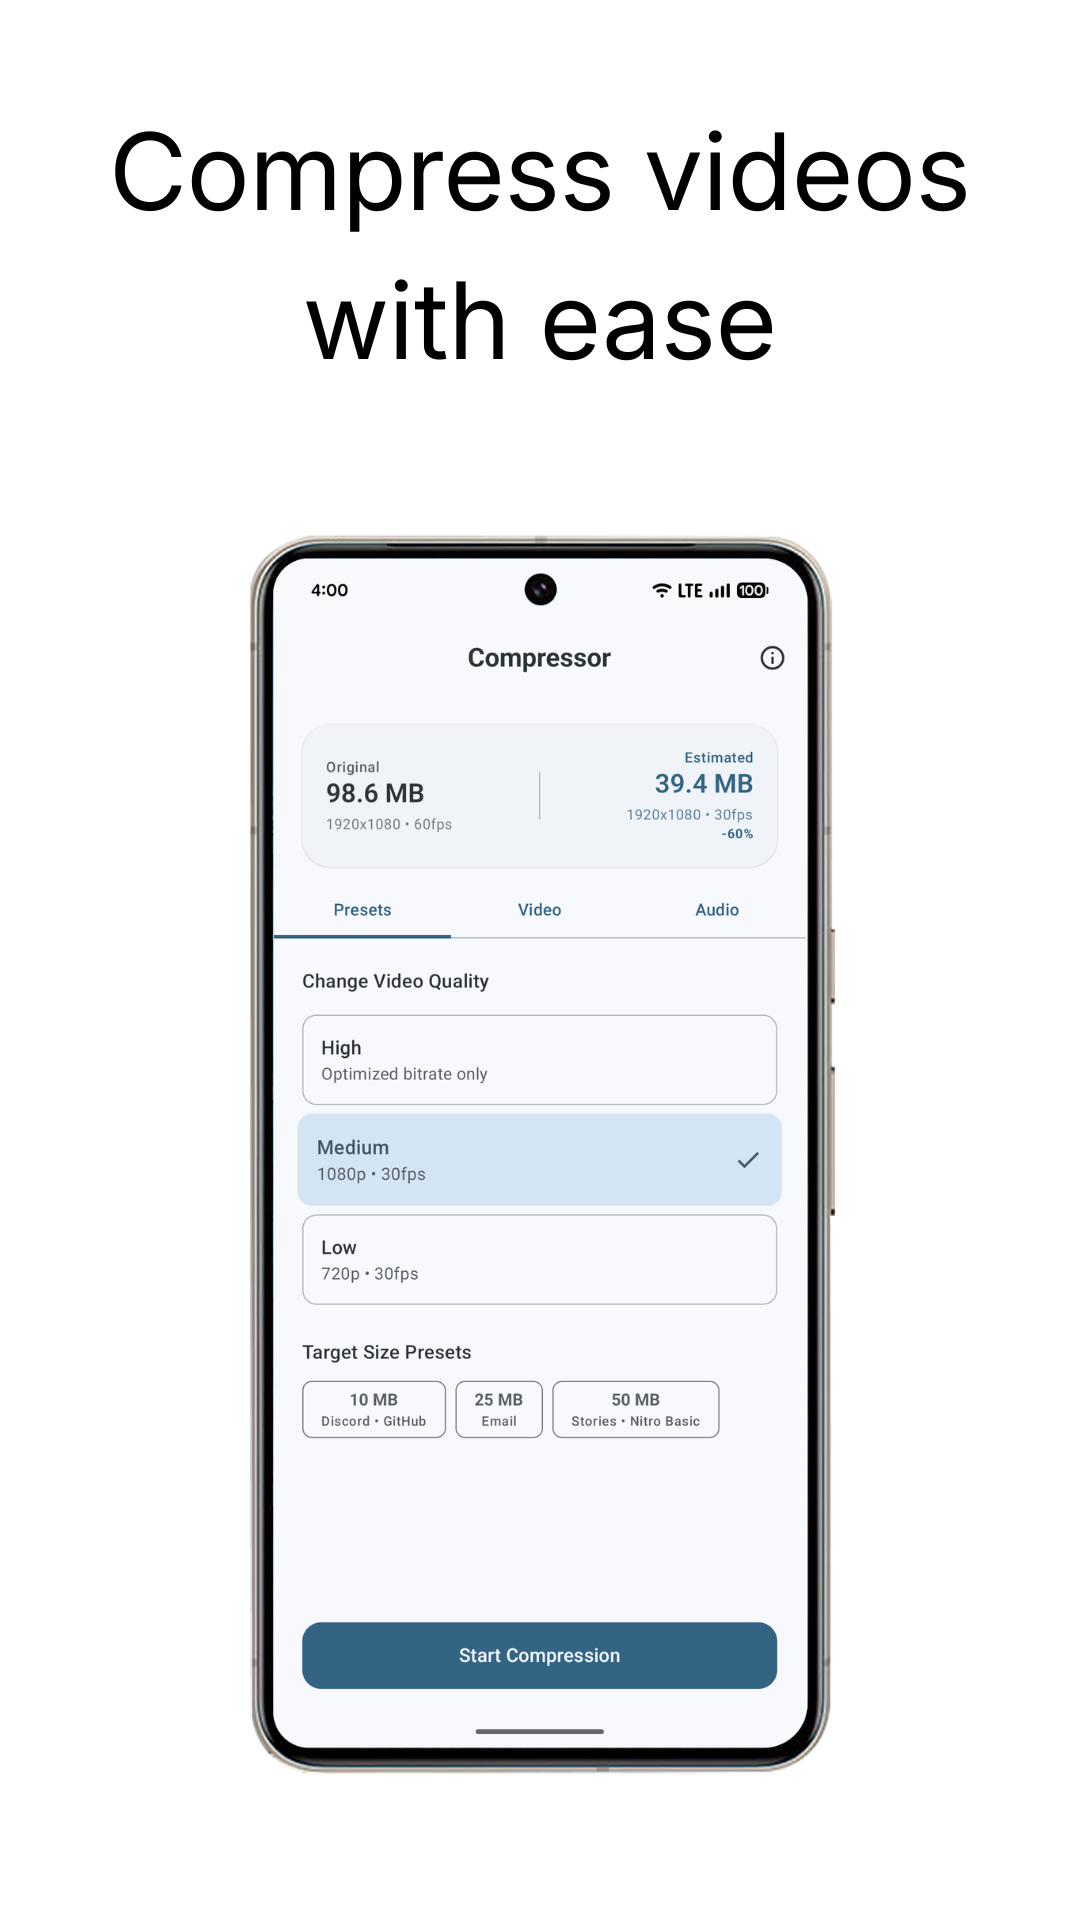 Compress videos
with ease
4:00
LTE
100
Compressor
Original
98.6 MB
1920x1080 • 60fps
Estimated
39.4 MB
1920x1080 • 30fps
-60%
Presets
Video
Audio
Change Video Quality
High
Optimized bitrate only
Medium
1080p • 30fps
Low
720p • 30fps
Target Size Presets
10 MB
Discord • GitHub
25 MB
Email
50 MB
Stories • Nitro Basic
Start Compression